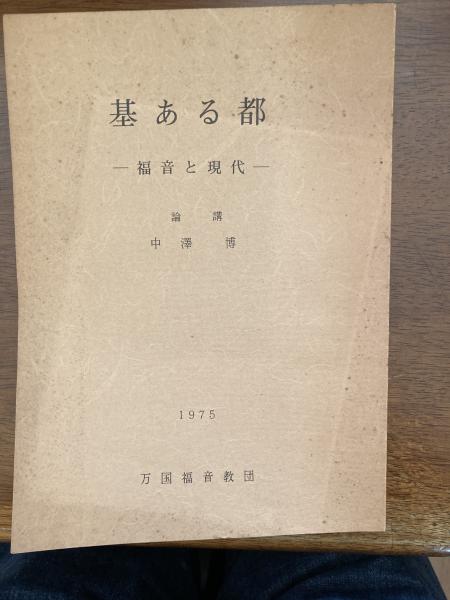 基ある都
―福音と現代―
論講
中澤博
1975
万国福音教団